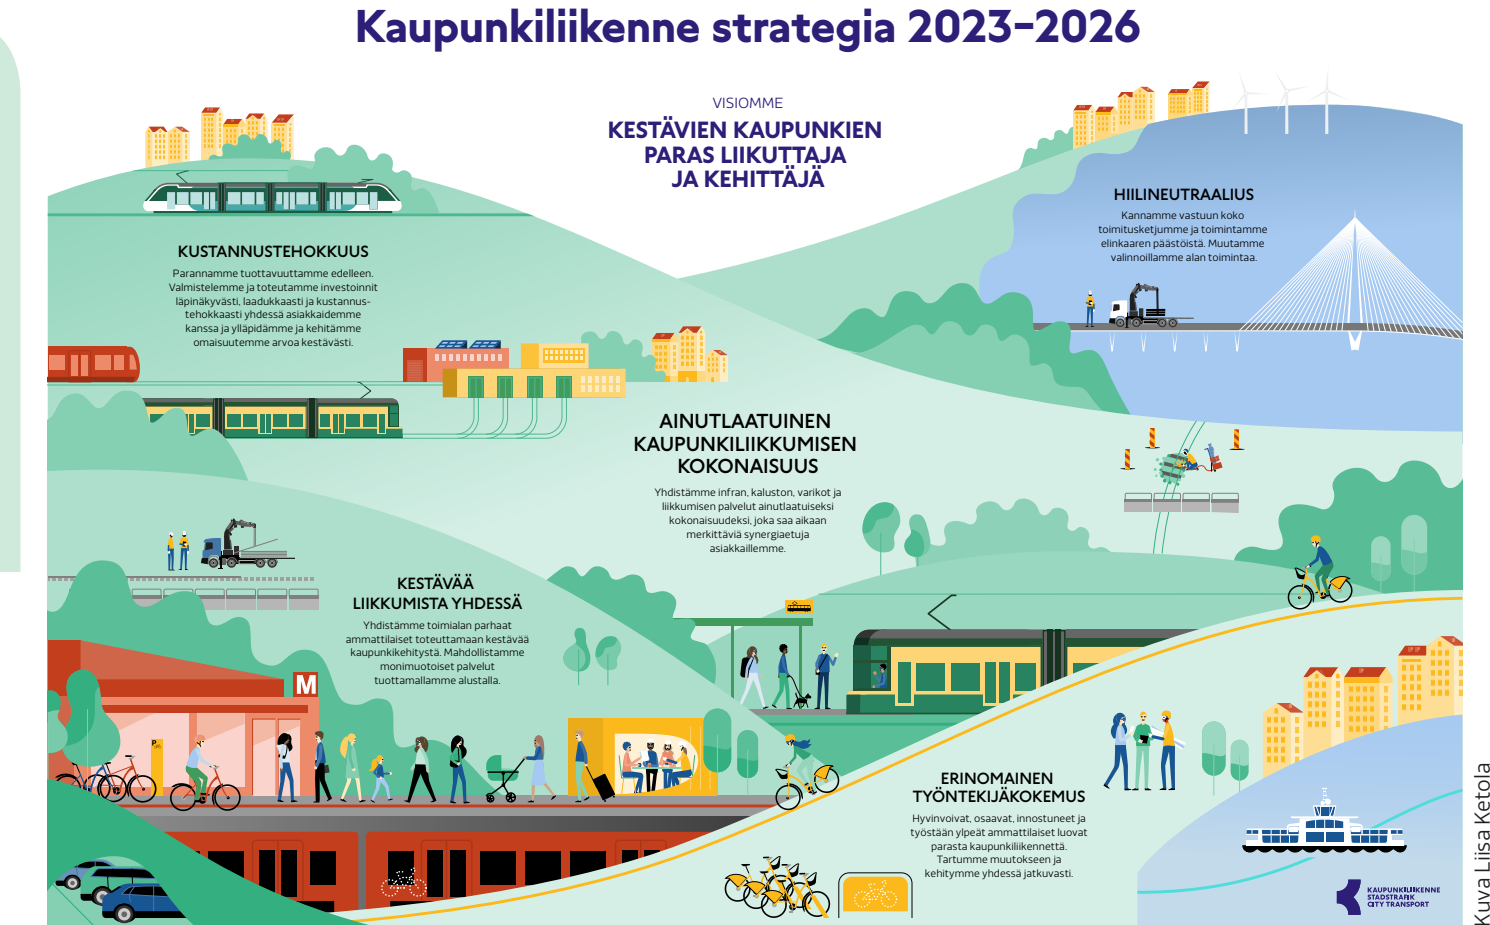 Kaupunkiliikenne strategia 2023–2026
VISIOMME
KESTÄVIEN KAUPUNKIEN
PARAS LIIKUTTAJA
JA KEHITTÄJÄ
KUSTANNUSTEHOKKUUS
Parannamme tuottavuuttamme edelleen.
Valmistelemme ja toteutamme investoinnit
läpinäkyvästi, laadukkaasti ja kustannus-
tehokkaasti yhdessä asiakkaidemme
kanssa ja ylläpidämme ja kehitämme
omaisuutemme arvoa kestävästi.
HIILINEUTRAALIUS
Kannamme vastuun koko
toimitusketjumme ja toimintamme
elinkaaren päästöistä. Muutamme
valinnoillamme alan toimintaa.
AINUTLAATUINEN
KAUPUNKILIIKKUMISEN
KOKONAISUUS
Yhdistämme infran, kaluston, varikot ja
liikkumisen palvelut ainutlaatuiseksi
kokonaisuudeksi, joka saa aikaan
merkittäviä synergiaetuja
asiakkaillemme.
KESTÄVÄÄ
LIIKKUMISTA YHDESSÄ
Yhdistämme toimialan parhaat
ammattilaiset toteuttamaan kestävää
kaupunkikehitystä. Mahdollistamme
monimuotoiset palvelut
tuottamallamme alustalla.
M
P
ERINOMAINEN
TYÖNTEKIJÄKOKEMUS
Hyvinvoivat, osaavat, innostuneet ja
työstään ylpeät ammattilaiset luovat
parasta kaupunkiliikennettä.
Tartumme muutokseen ja
kehitymme yhdessä jatkuvasti.
KAUPUNKILIIKENNE
STADSTRAFIK
CITY TRANSPORT
Kuva Liisa Ketola